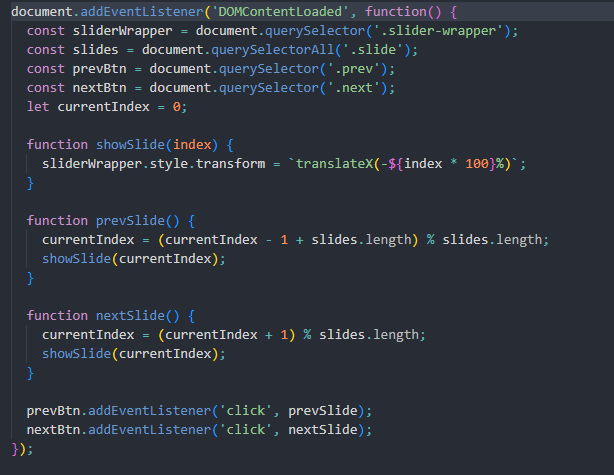 document.addEventListener('DOMContentLoaded', function() {
  const sliderWrapper = document.querySelector('.slider-wrapper');
  const slides = document.querySelectorAll('.slide');
  const prevBtn = document.querySelector('.prev');
  const nextBtn = document.querySelector('.next');
  let currentIndex = 0;

  function showSlide(index) {
    sliderWrapper.style.transform = `translateX(-${index * 100}%)`;
  }

  function prevSlide() {
    currentIndex = (currentIndex - 1 + slides.length) % slides.length;
    showSlide(currentIndex);
  }

  function nextSlide() {
    currentIndex = (currentIndex + 1) % slides.length;
    showSlide(currentIndex);
  }

  prevBtn.addEventListener('click', prevSlide);
  nextBtn.addEventListener('click', nextSlide);
});